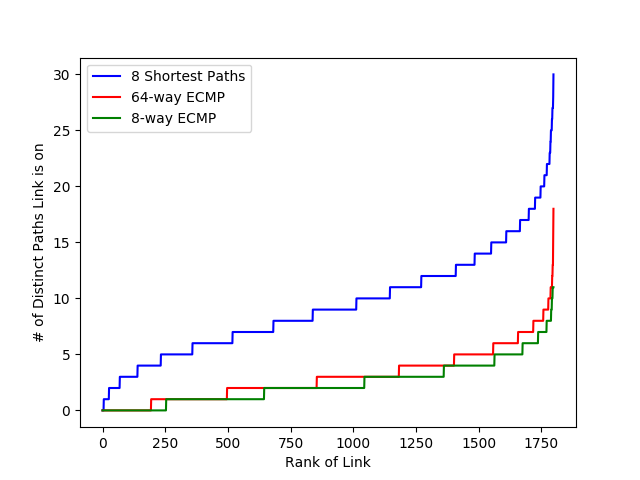 30
25
20
15
10
5
0
# of Distinct Paths Link is on
8 Shortest Paths
64-way ECMP
8-way ECMP
0 250 500 750 1000 1250 1500 1750
Rank of Link